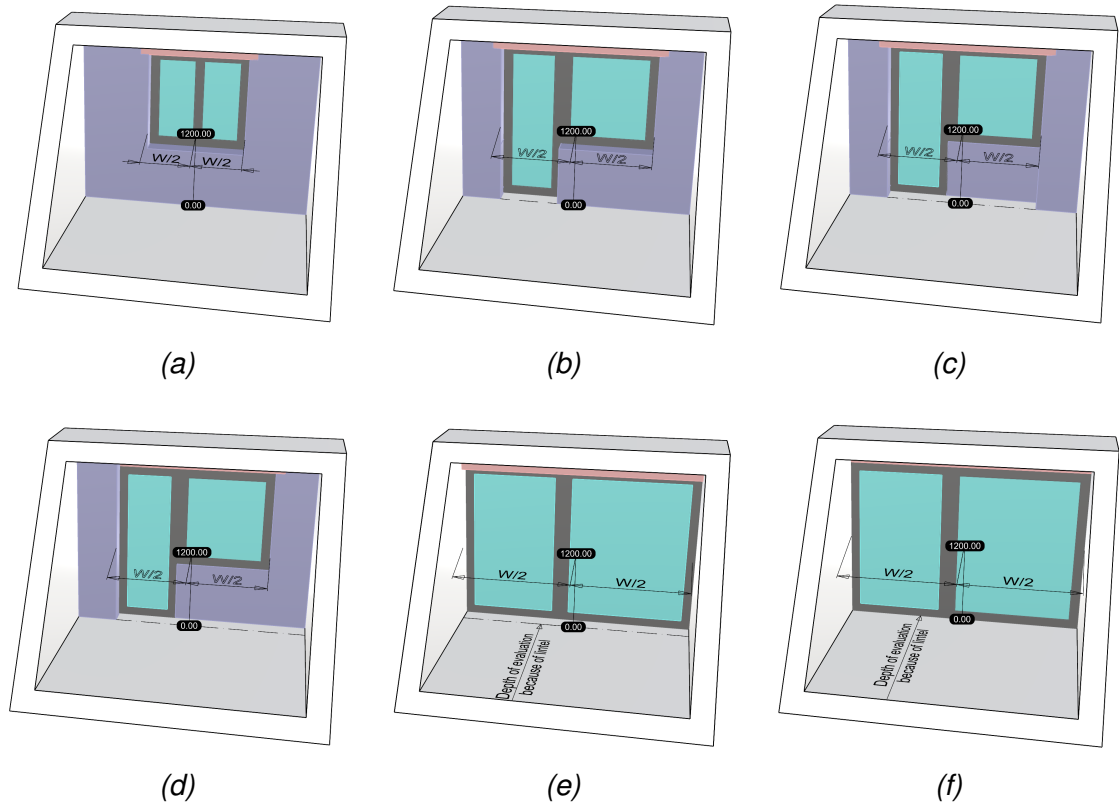 1200.00
W/2 W/2
0.00
(a)
1200.00
W/2 W/2
0.00
(b)
1200.00
W/2 W/2
0.00
(c)
1200.00
W/2 W/2
0.00
(d)
1200.00
W/2 W/2
0.00
Depth of evaluation
because of lintel
(e)
1200.00
W/2 W/2
0.00
Depth of evaluation
because of lintel
(f)